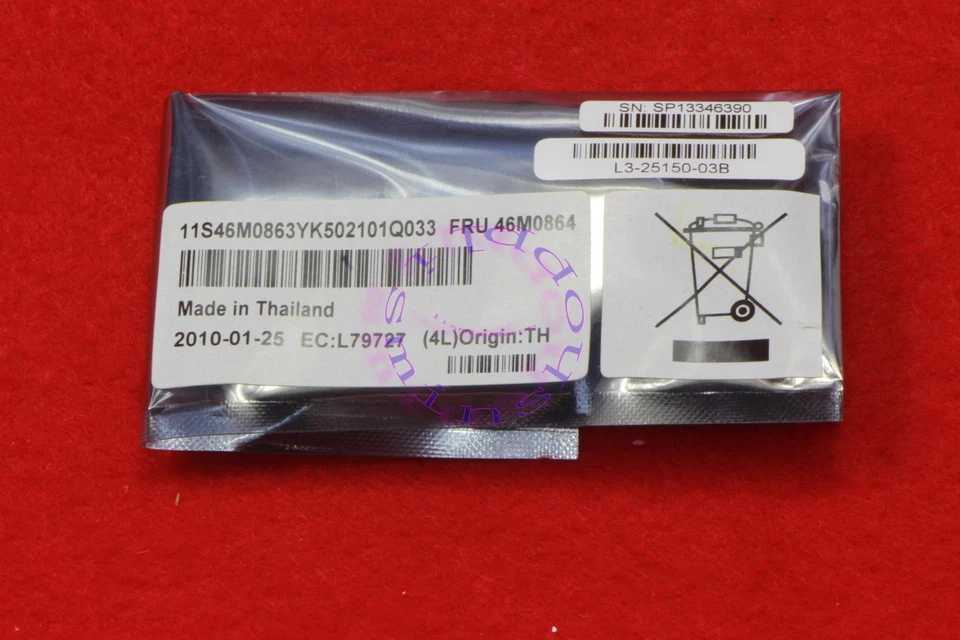 SN: SP13346390
L3-25150-03B
11S46M0863YK502101Q033 FRU 46M0864
Made in Thailand
2010-01-25 EC:L79727 (4L)Origin:TH